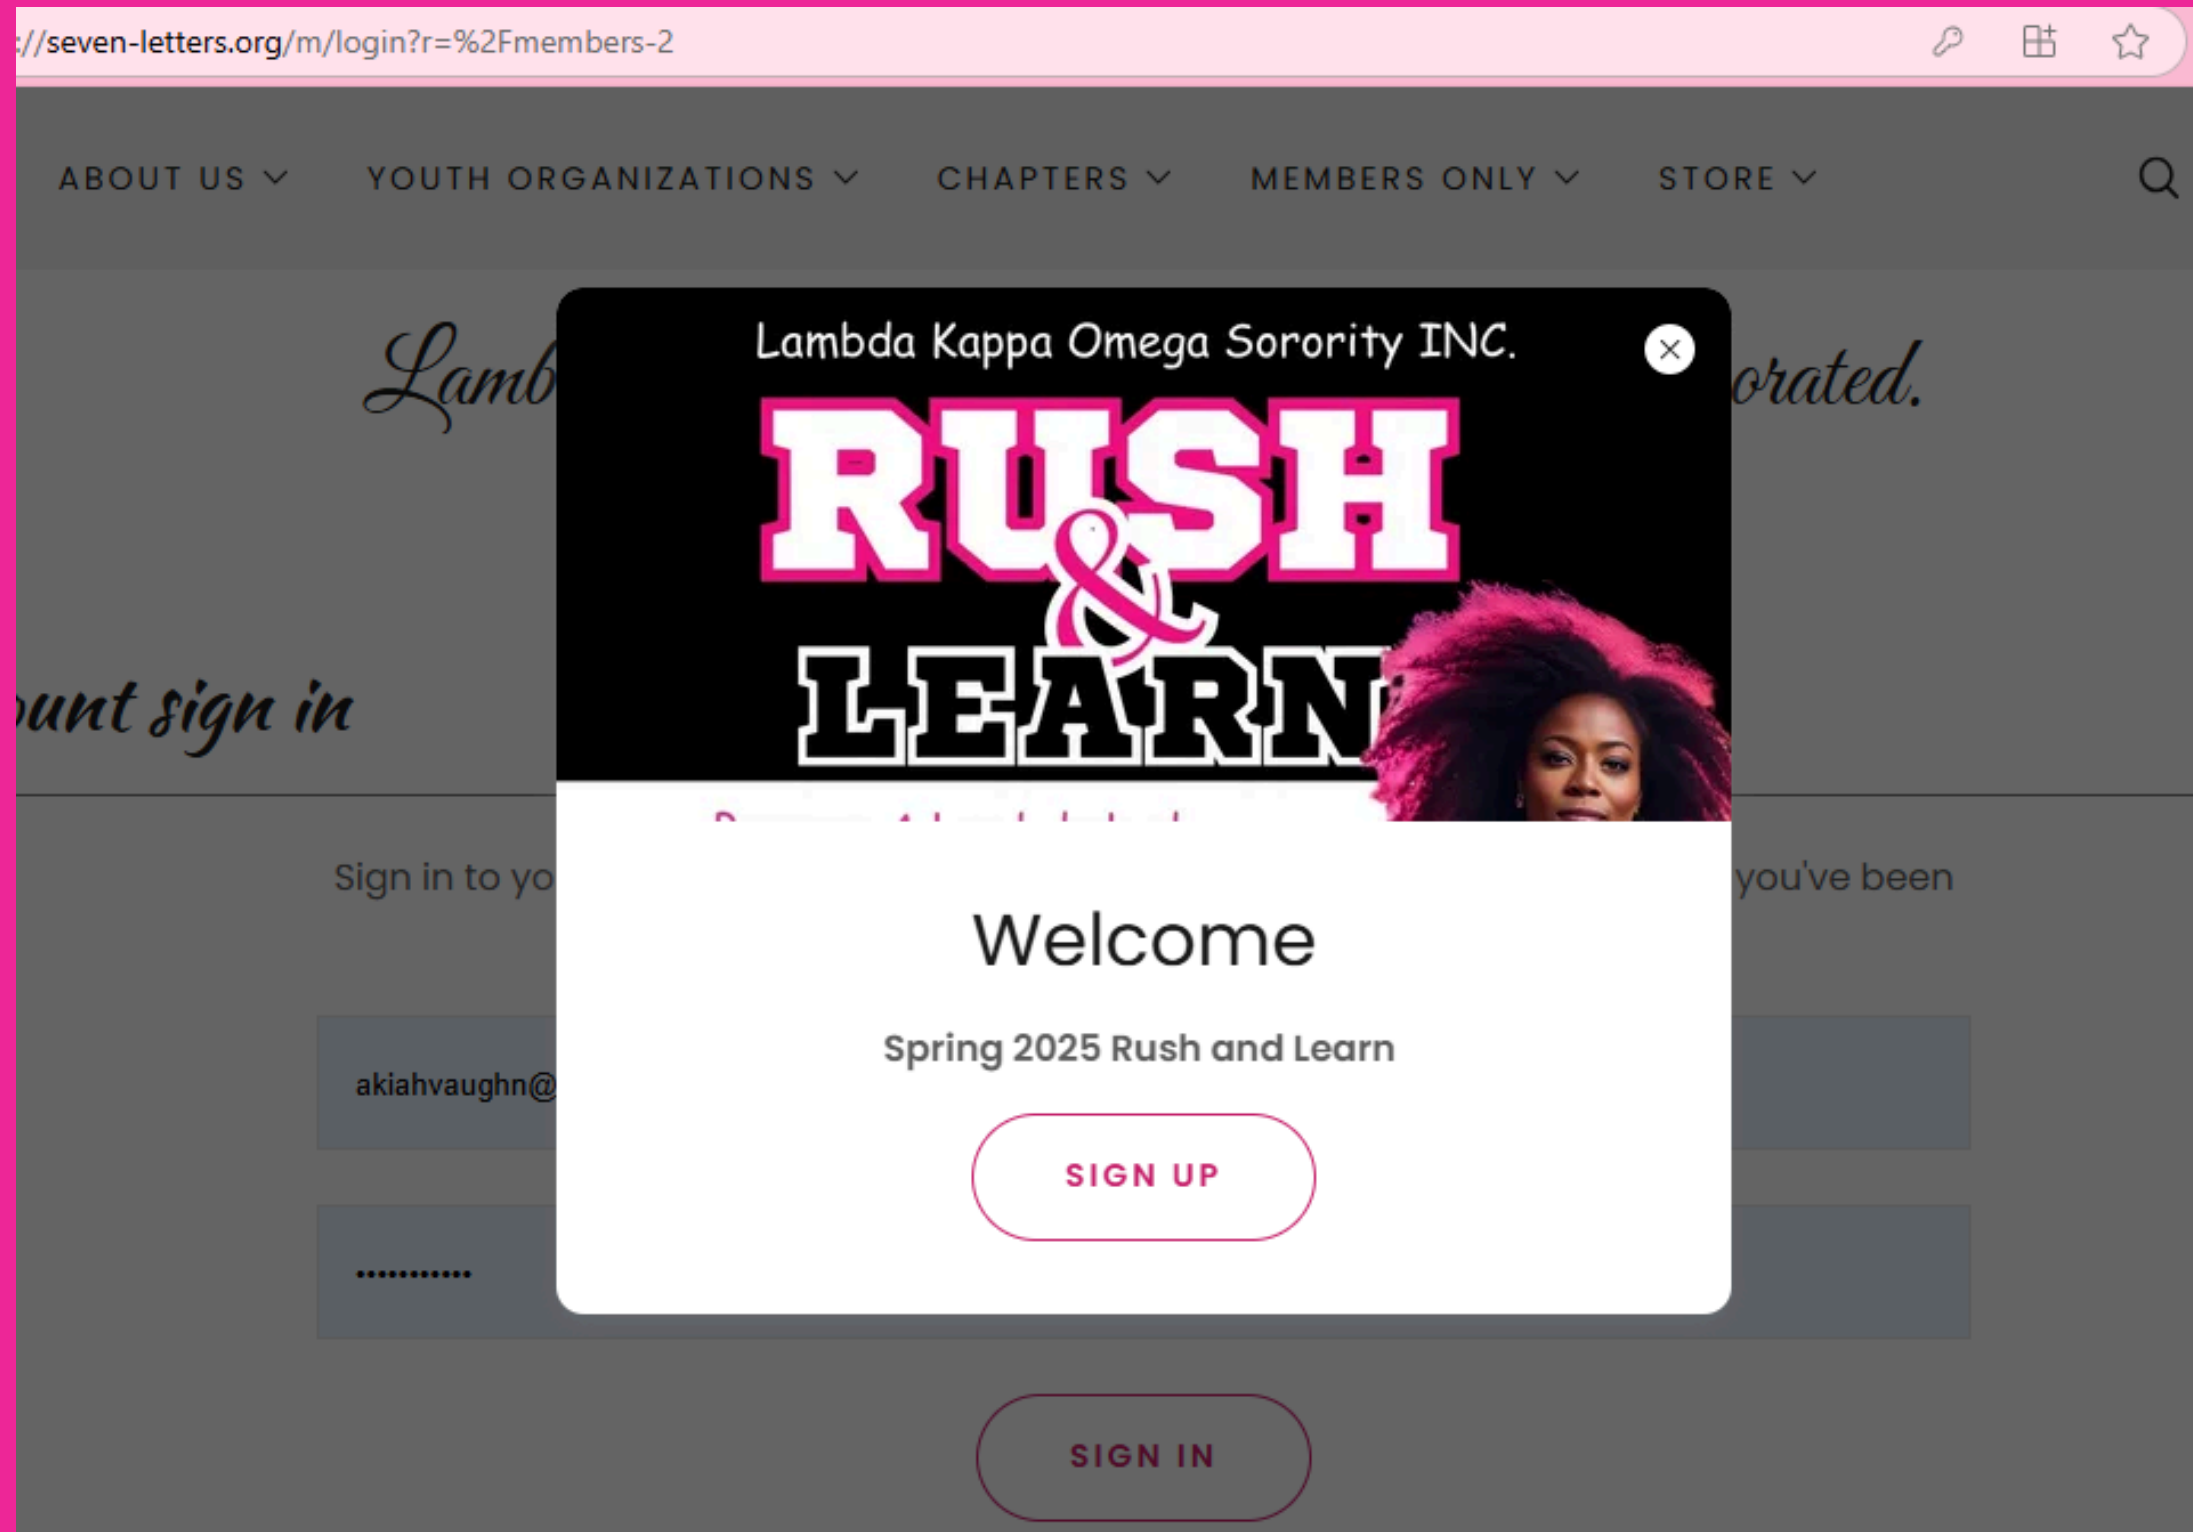 ://seven-letters.org/m/login?r=%2Fmembers-2
ABOUT US YOUTH ORGANIZATIONS CHAPTERS MEMBERS ONLY STORE
Lamb orated.
Lambda Kappa Omega Sorority INC.
RUSH
&
LEARN
ount sign in
Sign in to yo you've been
Welcome
Spring 2025 Rush and Learn
akiahvaughn@
SIGN UP
•••••••••••
SIGN IN